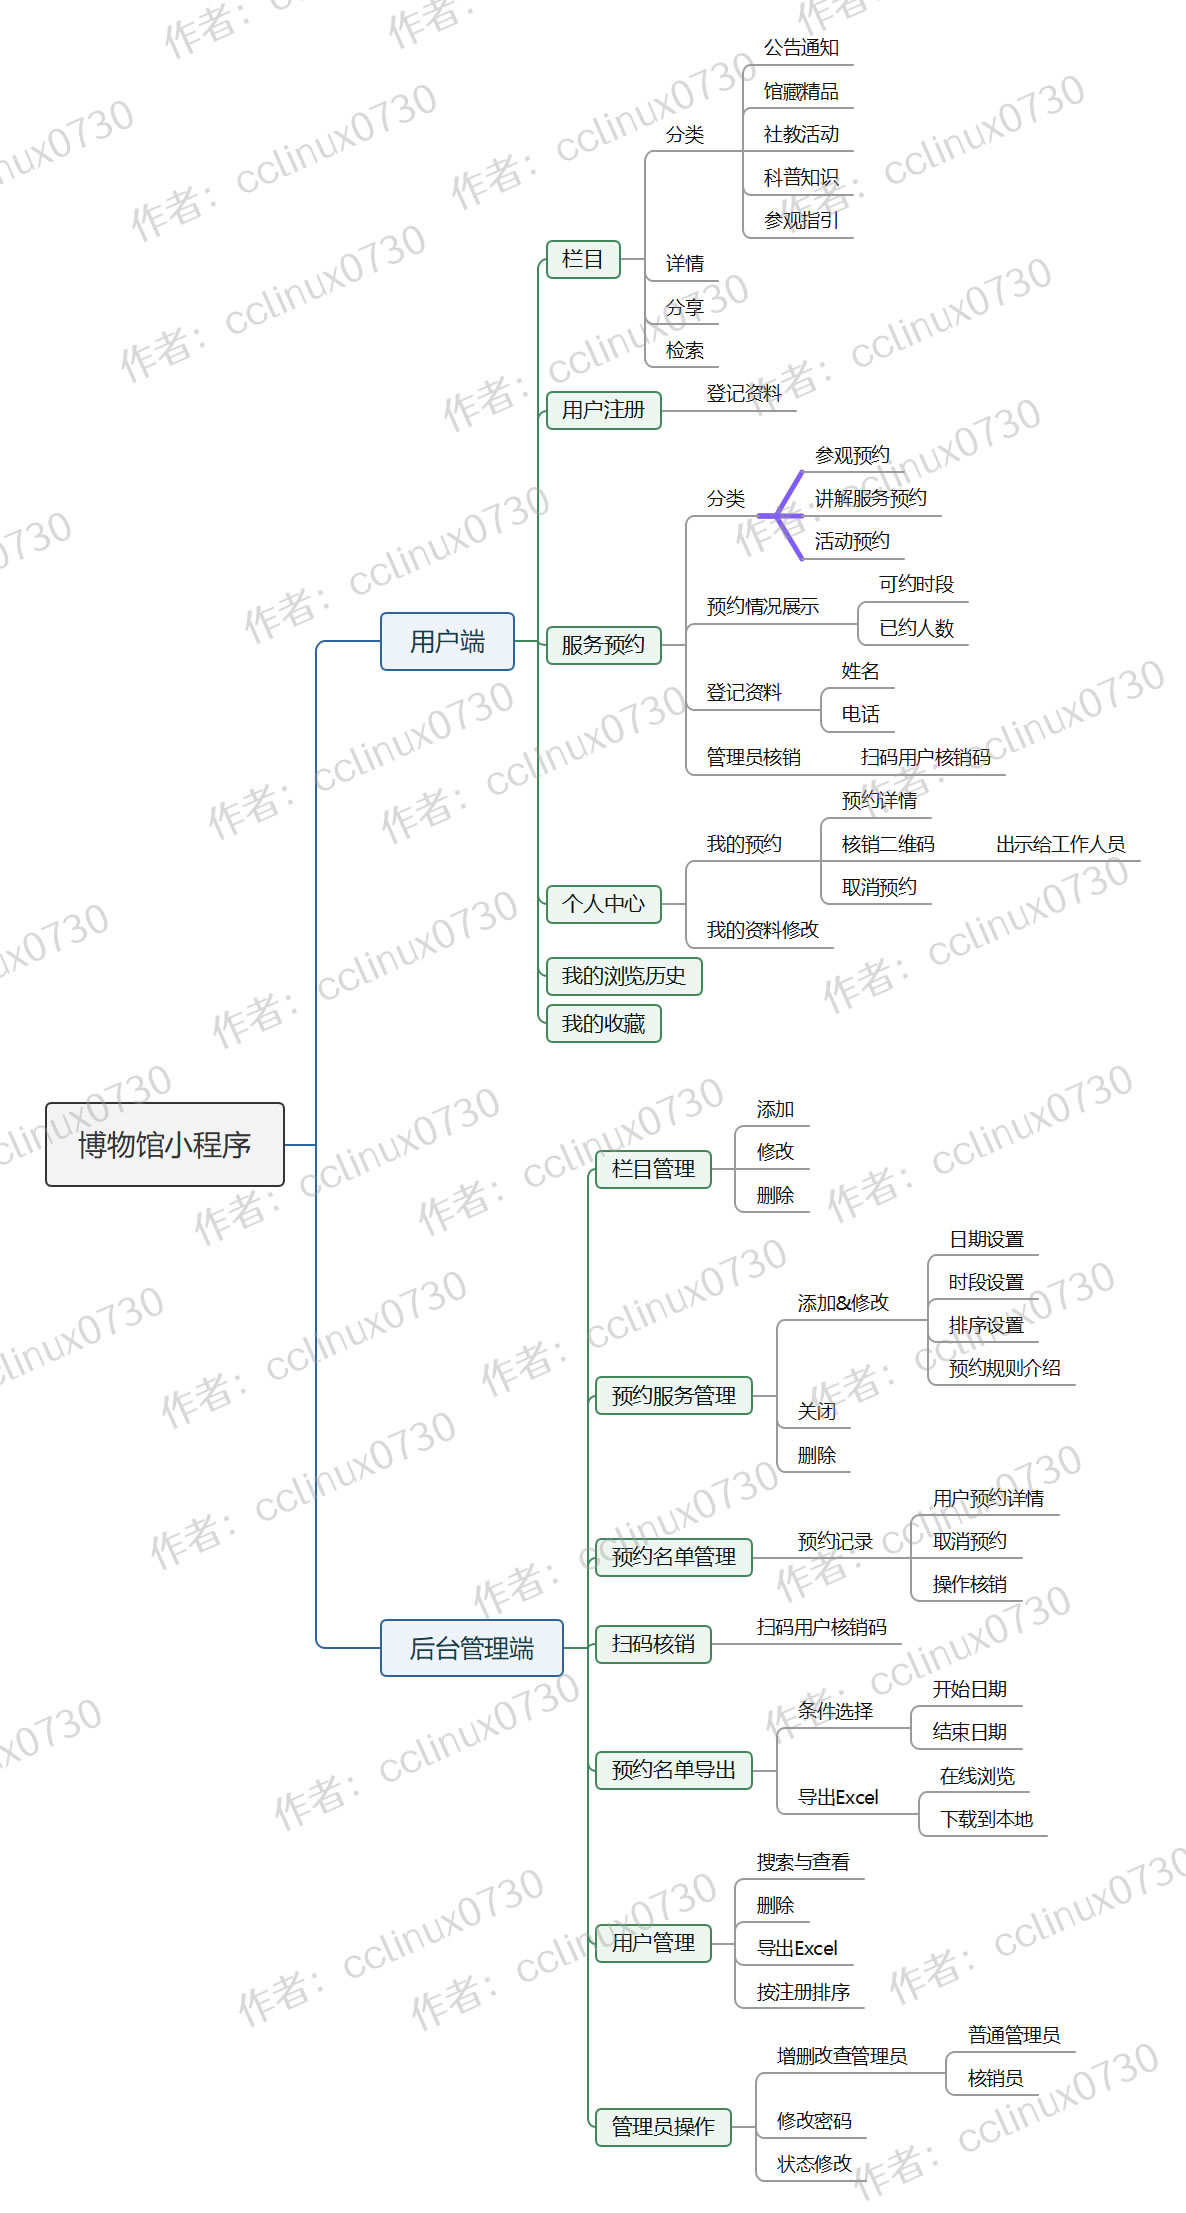 博物馆小程序
用户端
栏目
分类
公告通知
馆藏精品
社教活动
科普知识
参观指引
详情
分享
检索
用户注册
登记资料
服务预约
分类
参观预约
讲解服务预约
活动预约
预约情况展示
可约时段
已约人数
登记资料
姓名
电话
管理员核销
扫码用户核销码
个人中心
我的预约
预约详情
核销二维码
出示给工作人员
取消预约
我的资料修改
我的浏览历史
我的收藏
后台管理端
栏目管理
添加
修改
删除
预约服务管理
添加&修改
日期设置
时段设置
排序设置
预约规则介绍
关闭
删除
预约名单管理
预约记录
用户预约详情
取消预约
操作核销
扫码核销
扫码用户核销码
预约名单导出
条件选择
开始日期
结束日期
导出Excel
在线浏览
下载到本地
用户管理
搜索与查看
删除
导出Excel
按注册排序
管理员操作
增删改查管理员
普通管理员
核销员
修改密码
状态修改
作者：cclinux0730